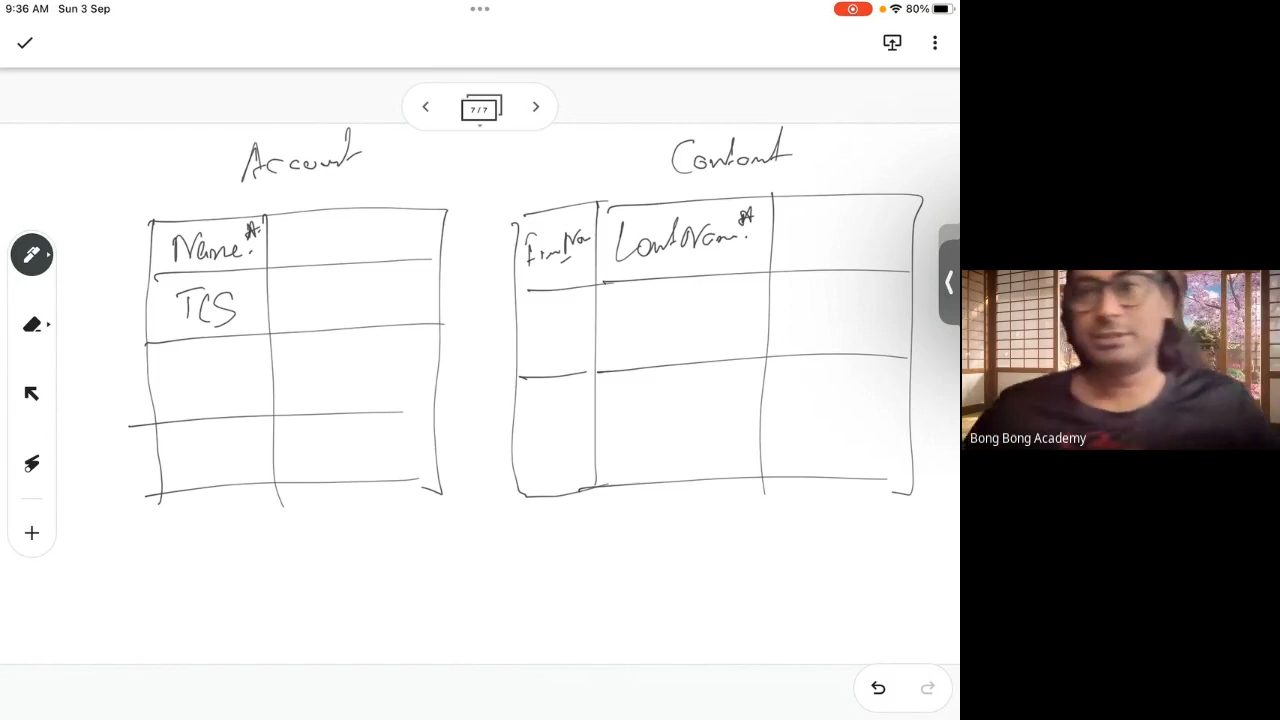 9:36 AM Sun 3 Sep
80%
7/7
Account
Contact
Name *
First Na
Last Name *
TCS
Bong Bong Academy